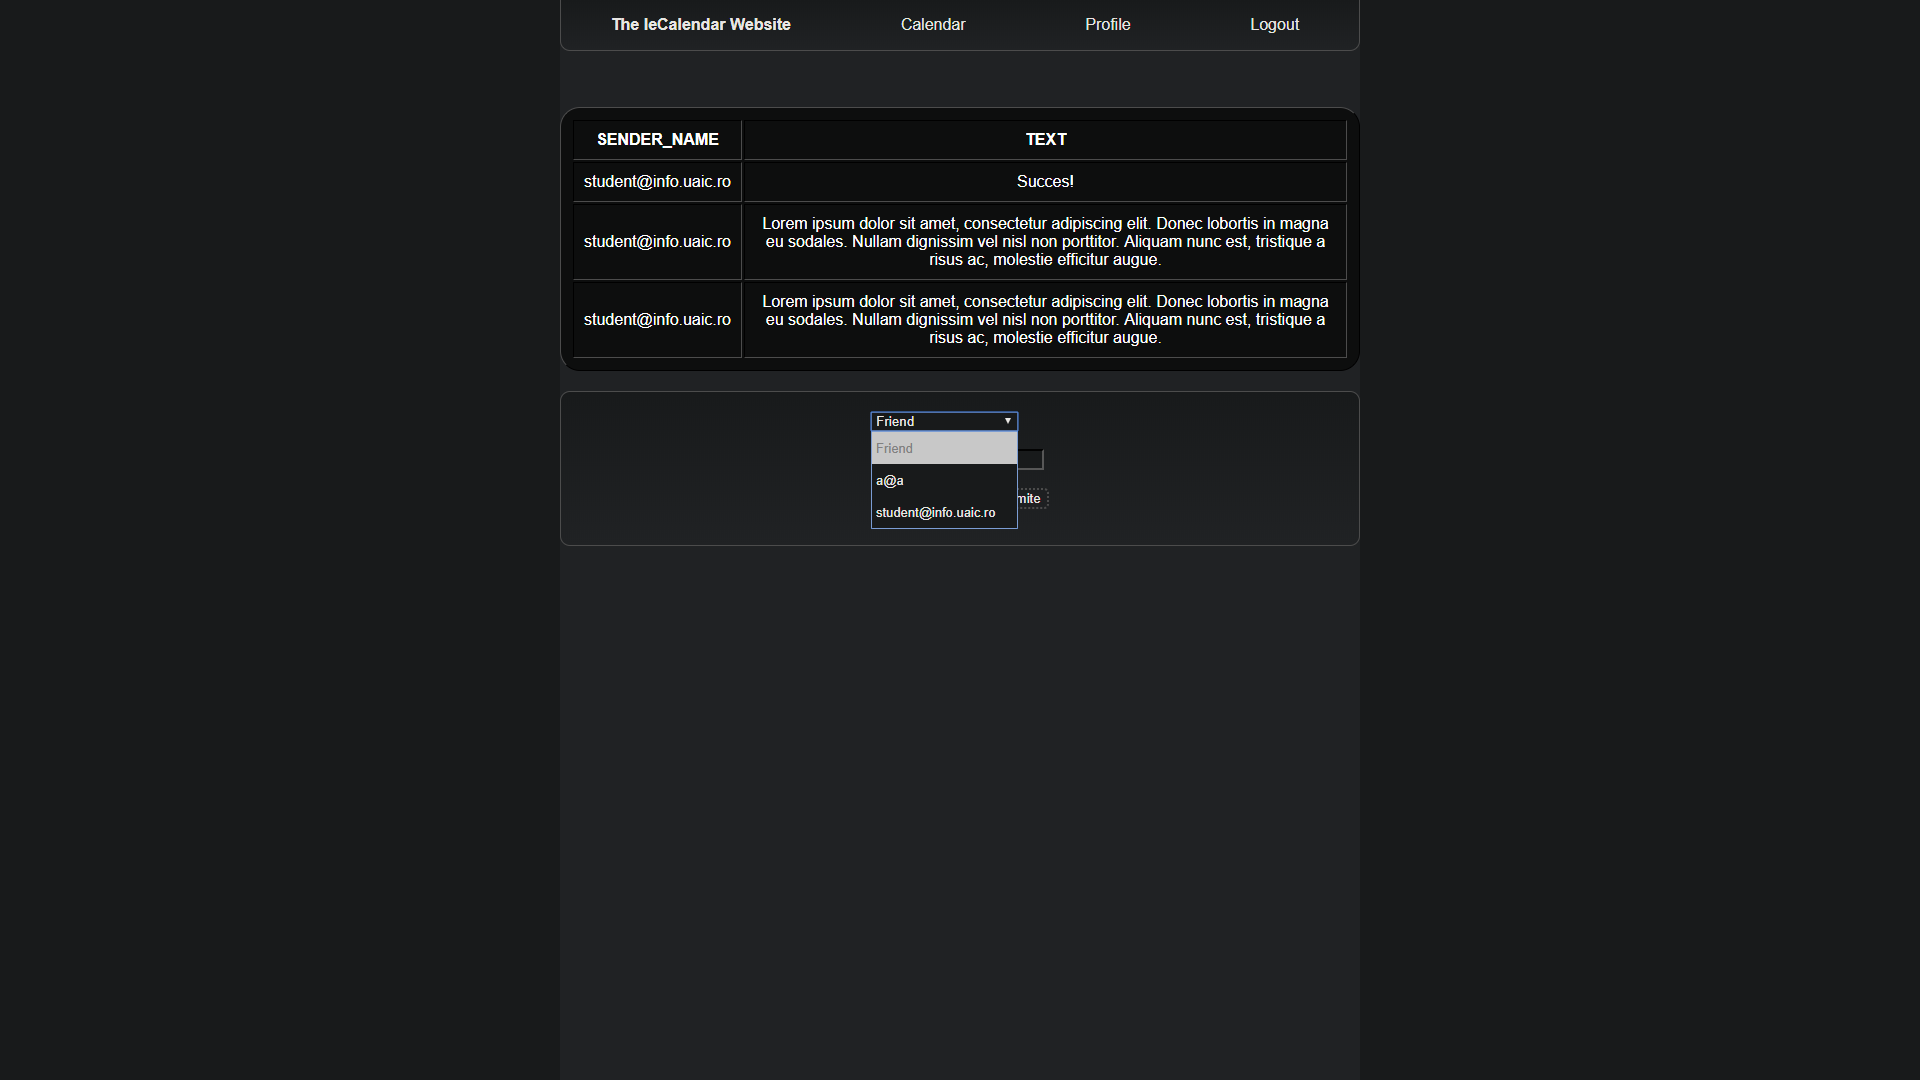 The IeCalendar Website Calendar Profile Logout
SENDER_NAME TEXT
student@info.uaic.ro Succes!
student@info.uaic.ro Lorem ipsum dolor sit amet, consectetur adipiscing elit. Donec lobortis in magna
eu sodales. Nullam dignissim vel nisl non porttitor. Aliquam nunc est, tristique a
risus ac, molestie efficitur augue.
student@info.uaic.ro Lorem ipsum dolor sit amet, consectetur adipiscing elit. Donec lobortis in magna
eu sodales. Nullam dignissim vel nisl non porttitor. Aliquam nunc est, tristique a
risus ac, molestie efficitur augue.
Friend
Friend
a@a
mite
student@info.uaic.ro